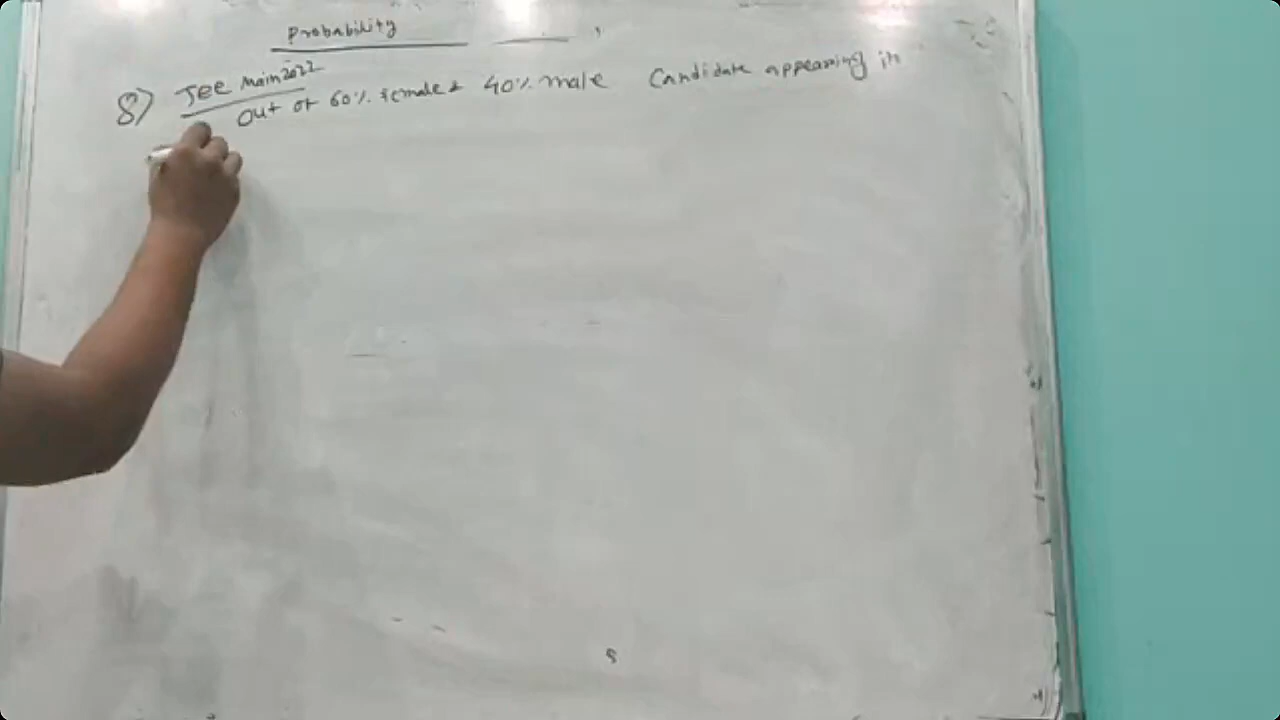 Probability
8) JEE Main 2022
Out of 60% female & 40% male Candidate appearing in